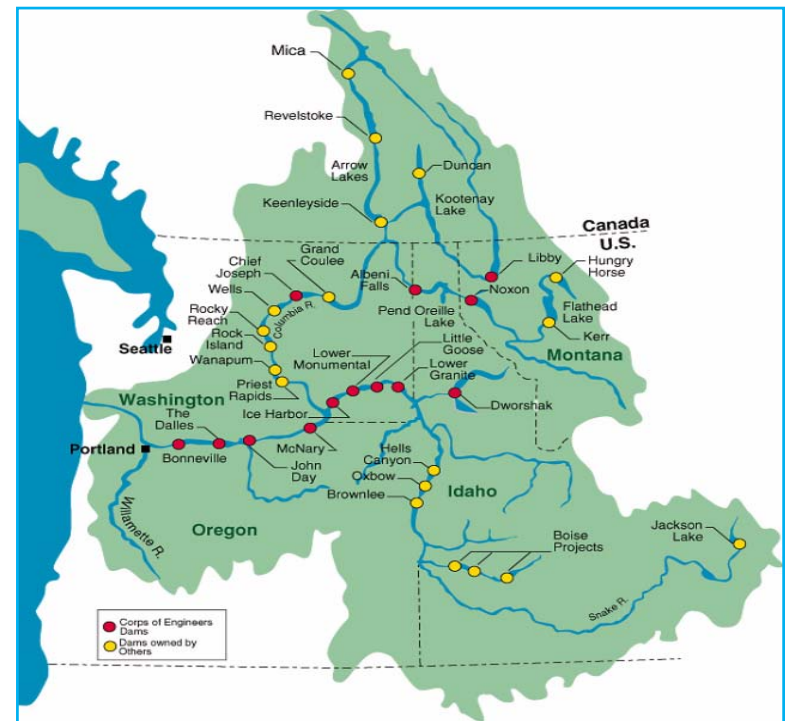 Mica
Revelstoke
Arrow
Lakes
Duncan
Kootenay
Lake
Keenleyside
Canada
U.S.
Grand
Coulee
Chief
Joseph
Albeni
Falls
Libby
Hungry
Horse
Noxon
Wells
Columbia R.
Pend Oreille
Lake
Flathead
Lake
Rocky
Reach
Rock
Island
Kerr
Seattle
Little
Goose
Montana
Wanapum
Lower
Monumental
Lower
Granite
Priest
Rapids
Washington
Ice Harbor
Dworshak
The
Dalles
Portland
Bonneville
McNary
John
Day
Hells
Canyon
Oxbow
Brownlee
Idaho
Oregon
Willamette R.
Boise
Projects
Jackson
Lake
Snake R.
Corps of Engineers
Dams
Dams owned by
Others